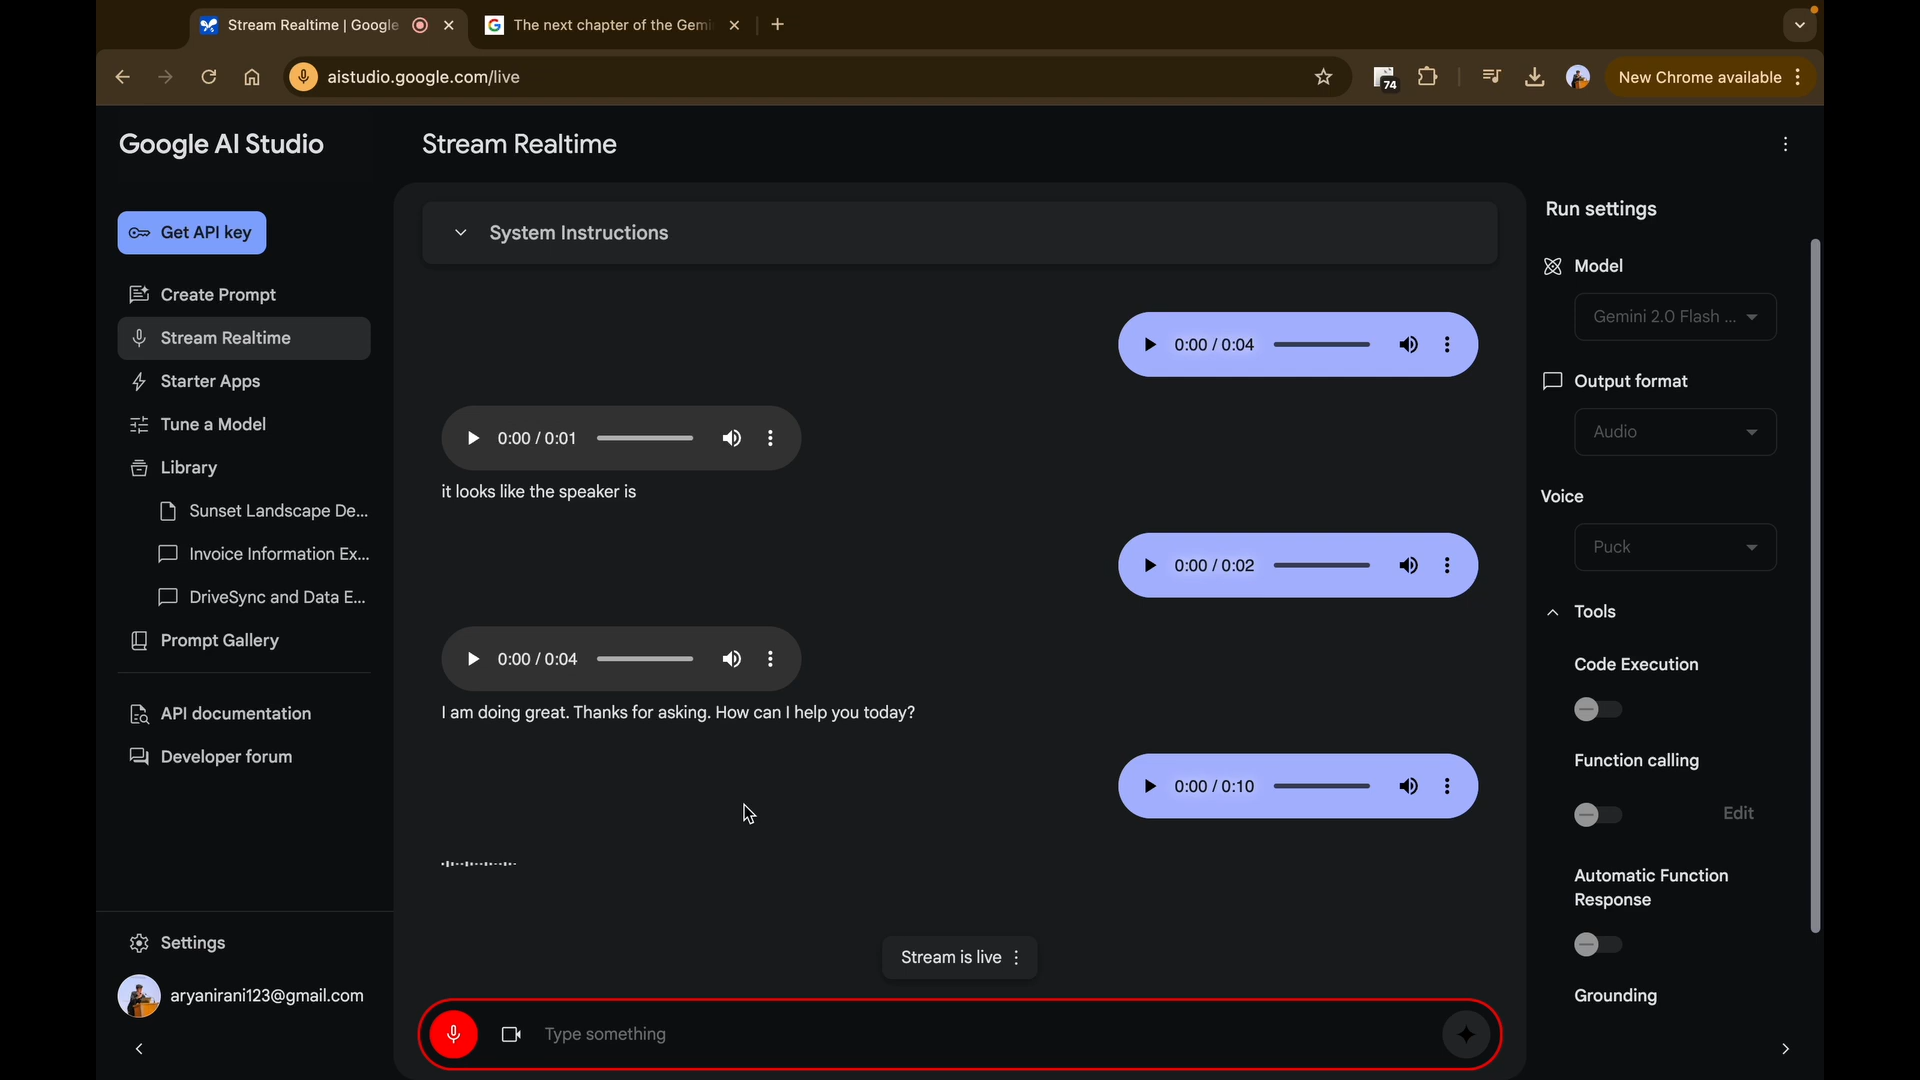 Stream Realtime | Google
The next chapter of the Gemi
aistudio.google.com/live
74
New Chrome available
Google AI Studio
Stream Realtime
Get API key
Create Prompt
Stream Realtime
Starter Apps
Tune a Model
Library
Sunset Landscape De...
Invoice Information Ex...
DriveSync and Data E...
Prompt Gallery
API documentation
Developer forum
Settings
aryanirani123@gmail.com
System Instructions
0:00 / 0:04
0:00 / 0:01
it looks like the speaker is
0:00 / 0:02
0:00 / 0:04
I am doing great. Thanks for asking. How can I help you today?
0:00 / 0:10
Stream is live
Type something
Run settings
Model
Gemini 2.0 Flash ...
Output format
Audio
Voice
Puck
Tools
Code Execution
Function calling
Edit
Automatic Function
Response
Grounding